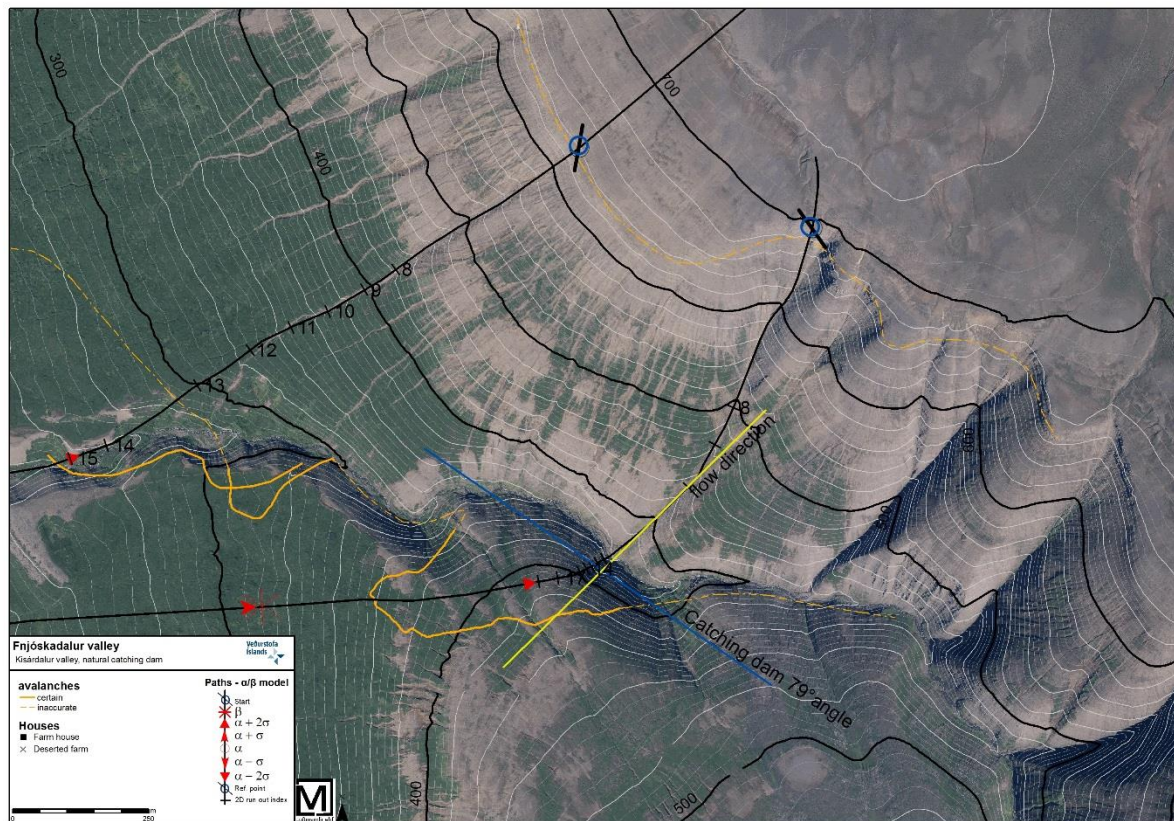 700
300
400
8
9
10
11
12
13
14
15
8
flow direction
600
Catching dam 79°angle
400
500
Fnjóskadalur valley
Kisárdalur valley, natural catching dam
Veðurstofa
Íslands
avalanches
certain
inaccurate
Houses
Farm house
Deserted farm
Paths - α/β model
Start
β
α + 2σ
α + σ
α
α − σ
α − 2σ
Ref. point
2D run out index
0
250
m
M